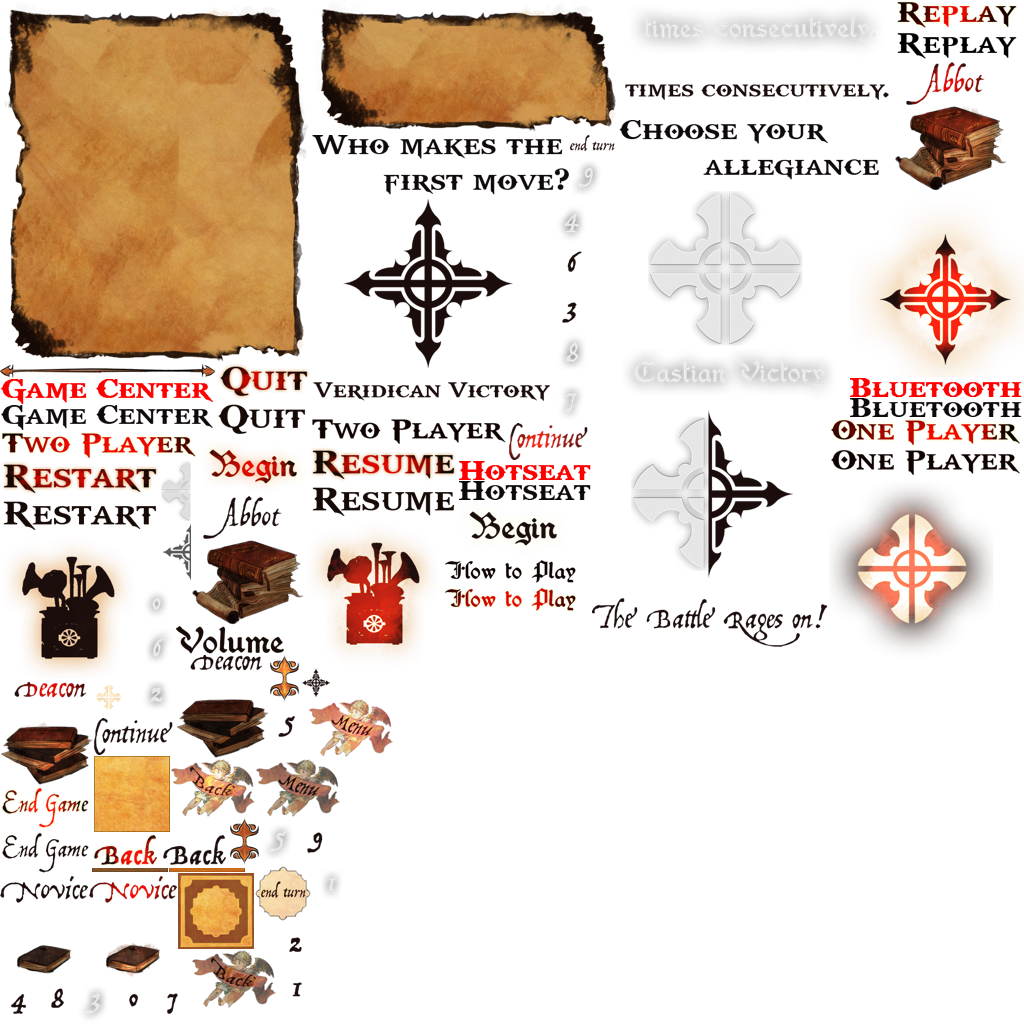 times consecutively.
Replay
Replay
Abbot
times consecutively.
Who makes the
first move?
end turn
Choose your
allegiance
9
4
6
3
8
7
Castian Victory
Game Center
Game Center
Quit
Quit
Veridican Victory
Bluetooth
Bluetooth
Two Player
Two Player
Continue
One Player
One Player
Restart
Restart
Begin
Resume
Resume
Hotseat
Hotseat
Abbot
Begin
How to Play
How to Play
The Battle Rages on!
0
6
Volume
Deacon
Deacon
2
Continue
5
Menu
Back
Menu
End Game
End Game
Back
Back
5
9
Novice
Novice
end turn
1
2
Back
1
4
8
3
0
7